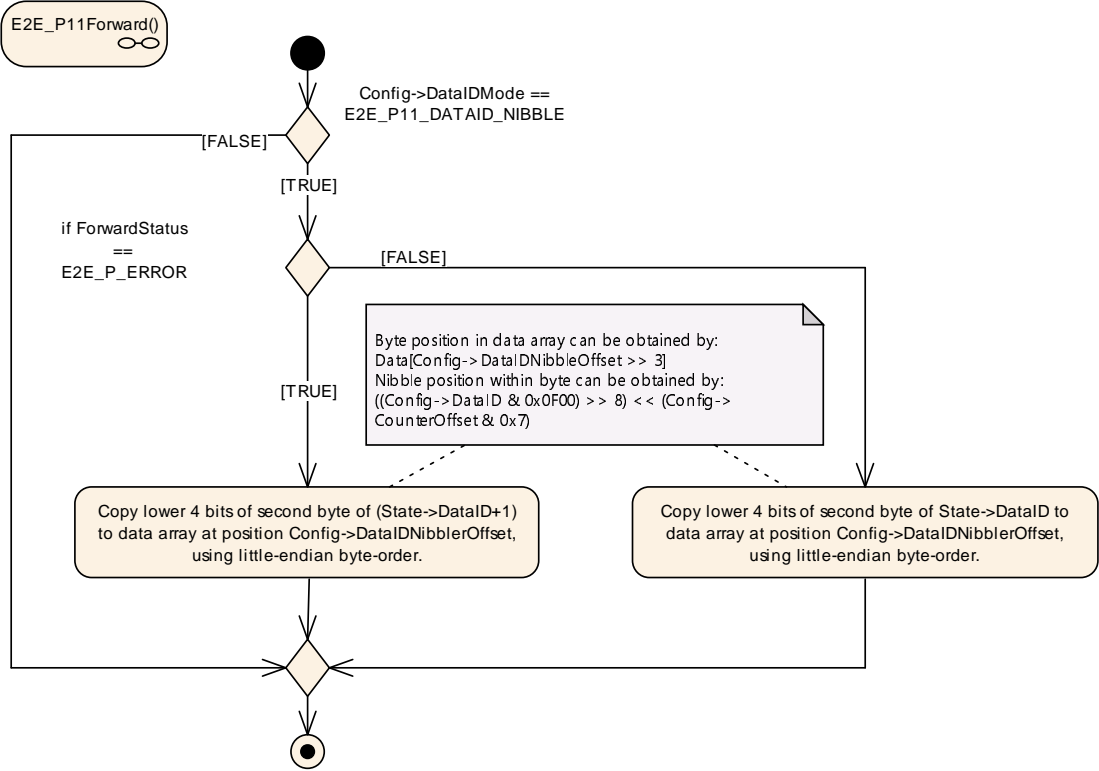 E2E_P11Forward()
Config->DataIDMode ==
E2E_P11_DATAID_NIBBLE
[FALSE]
[TRUE]
if ForwardStatus
==
E2E_P_ERROR
[FALSE]
Byte position in data array can be obtained by:
Data[Config->DataIDNibbleOffset >> 3]
Nibble position within byte can be obtained by:
((Config->DataID & 0x0F00) >> 8) << (Config->
CounterOffset & 0x7)
[TRUE]
Copy lower 4 bits of second byte of (State->DataID+1)
to data array at position Config->DataIDNibblerOffset,
using little-endian byte-order.
Copy lower 4 bits of second byte of State->DataID to
data array at position Config->DataIDNibblerOffset,
using little-endian byte-order.